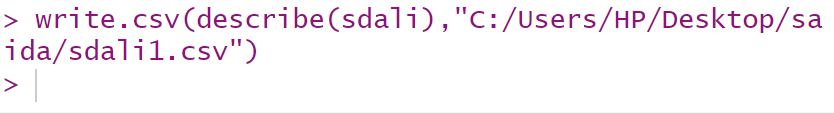 > write.csv(describe(sdali),"C:/Users/HP/Desktop/sa
ida/sdali1.csv")
>